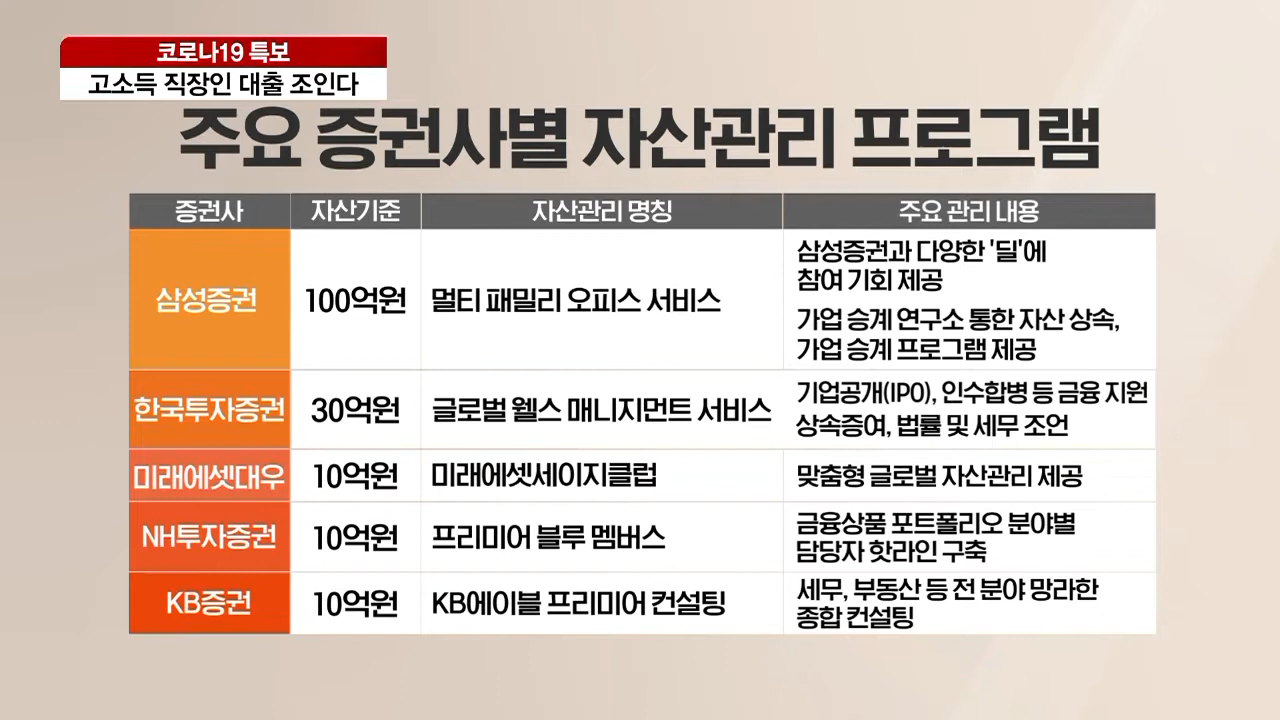 코로나19 특보
고소득 직장인 대출 조인다
주요 증권사별 자산관리 프로그램
증권사 자산기준 자산관리 명칭 주요 관리 내용
삼성증권 100억원 멀티 패밀리 오피스 서비스
삼성증권과 다양한 '딜'에
참여 기회 제공
가업 승계 연구소 통한 자산 상속,
가업 승계 프로그램 제공
한국투자증권 30억원 글로벌 웰스 매니지먼트 서비스
기업공개(IPO), 인수합병 등 금융 지원
상속증여, 법률 및 세무 조언
미래에셋대우 10억원 미래에셋세이지클럽 맞춤형 글로벌 자산관리 제공
NH투자증권 10억원 프리미어 블루 멤버스
금융상품 포트폴리오 분야별
담당자 핫라인 구축
KB증권 10억원 KB에이블 프리미어 컨설팅
세무, 부동산 등 전 분야 망라한
종합 컨설팅